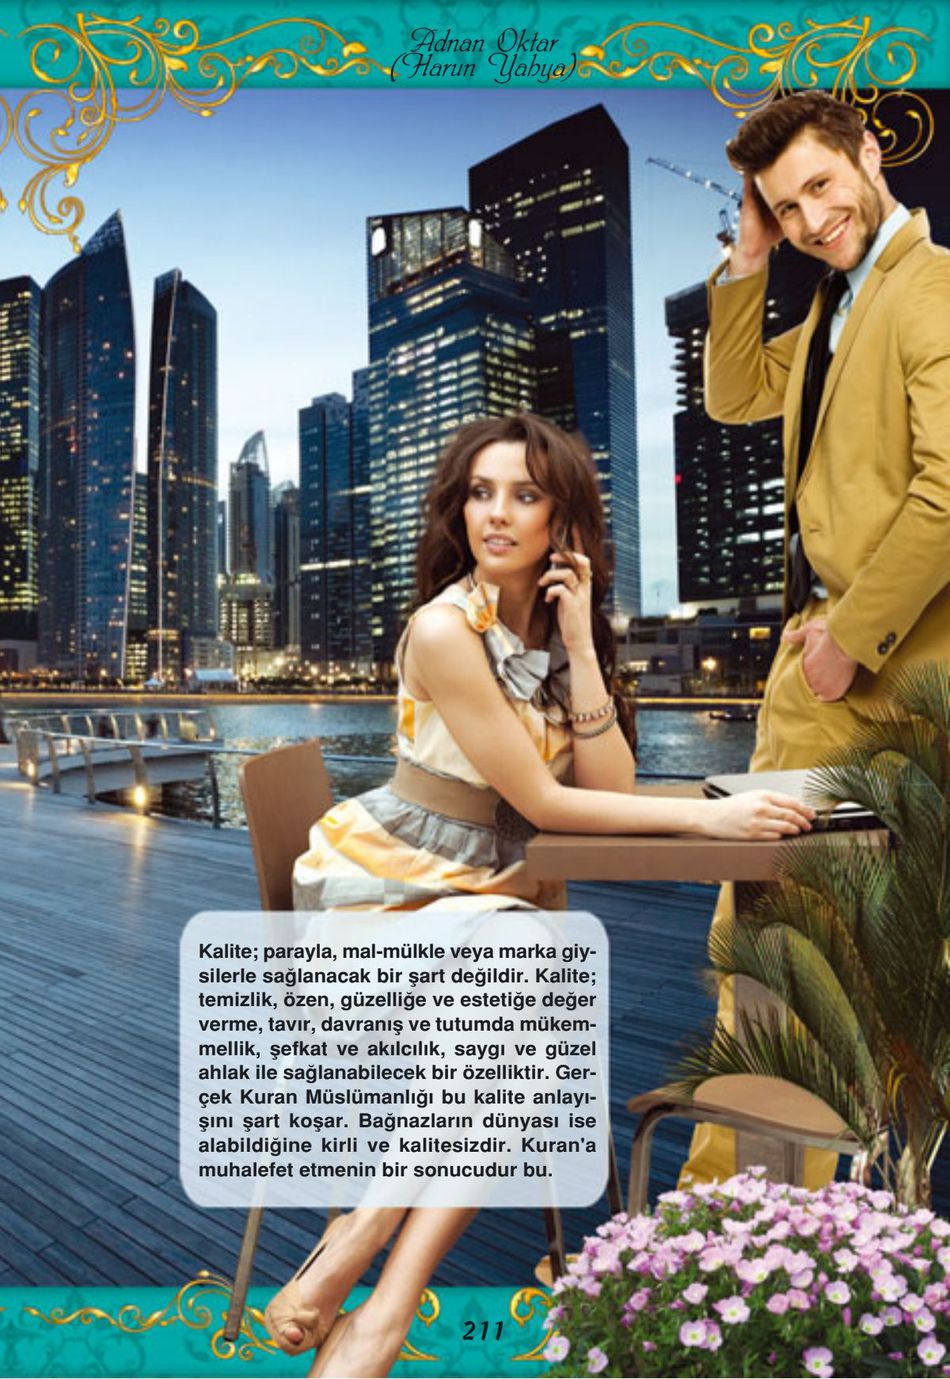 Adnan Oktar
(Harun Yahya)
Kalite; parayla, mal-mülkle veya marka giy-
silerle sağlanacak bir şart değildir. Kalite;
temizlik, özen, güzelliğe ve estetiğe değer
verme, tavır, davranış ve tutumda mükem-
mellik, şefkat ve akılcılık, saygı ve güzel
ahlak ile sağlanabilecek bir özelliktir. Ger-
çek Kuran Müslümanlığı bu kalite anlayı-
şını şart koşar. Bağnazların dünyası ise
alabildiğine kirli ve kalitesizdir. Kuran'a
muhalefet etmenin bir sonucudur bu.
211